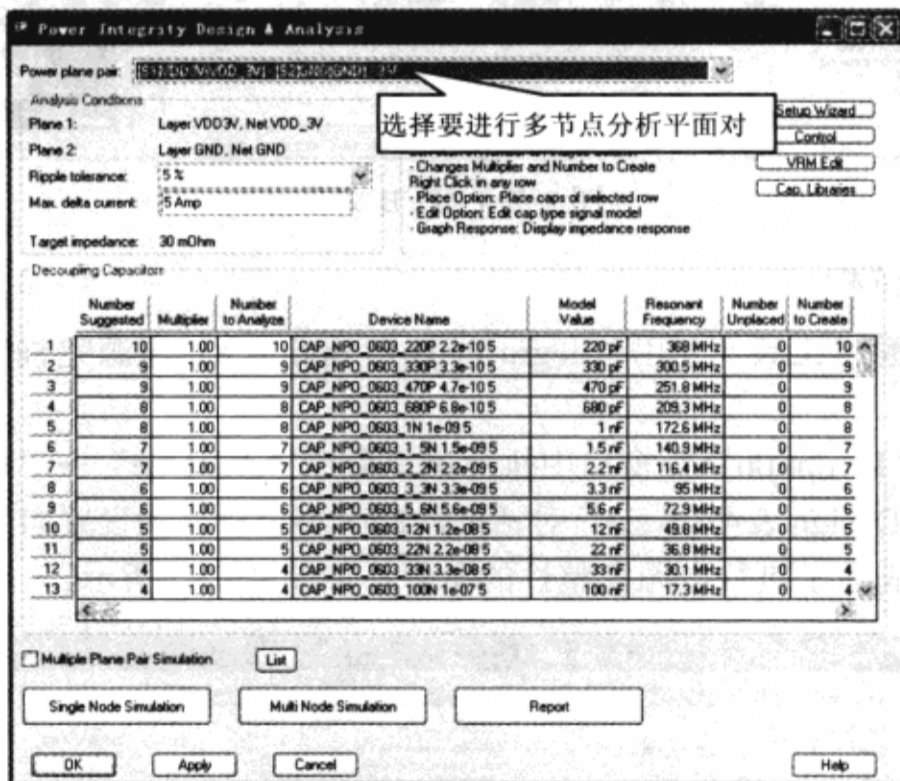 Power Integrity Design & Analysis
Power plane pair:
选择要进行多节点分析平面对
Analysis Conditions
Plane 1: Layer VDD3V, Net VDD_3V
Plane 2: Layer GND, Net GND
Ripple tolerance: 5 %
Max. delta current: 5 Amp
Target impedance: 30 mOhm
- Changes Multiplier and Number to Create
Right Click in any row
- Place Option: Place caps of selected row
- Edit Option: Edit cap type signal model
- Graph Response: Display impedance response
Setup Wizard
Control
VRM Edit
Cap. Libraries
Decoupling Capacitors
Number Suggested Multiplier Number to Analyze Device Name Model Value Resonant Frequency Number Unplaced Number to Create
1 10 1.00 10 CAP_NPO_0603_220P 2.2e-10 5 220 pF 368 MHz 0 10
2 9 1.00 9 CAP_NPO_0603_330P 3.3e-10 5 330 pF 300.5 MHz 0 9
3 9 1.00 9 CAP_NPO_0603_470P 4.7e-10 5 470 pF 251.8 MHz 0 9
4 8 1.00 8 CAP_NPO_0603_680P 6.8e-10 5 680 pF 209.3 MHz 0 8
5 8 1.00 8 CAP_NPO_0603_1N 1e-09 5 1 nF 172.6 MHz 0 8
6 7 1.00 7 CAP_NPO_0603_1_5N 1.5e-09 5 1.5 nF 140.9 MHz 0 7
7 7 1.00 7 CAP_NPO_0603_2_2N 2.2e-09 5 2.2 nF 116.4 MHz 0 7
8 6 1.00 6 CAP_NPO_0603_3_3N 3.3e-09 5 3.3 nF 95 MHz 0 6
9 6 1.00 6 CAP_NPO_0603_5_6N 5.6e-09 5 5.6 nF 72.9 MHz 0 6
10 5 1.00 5 CAP_NPO_0603_12N 1.2e-08 5 12 nF 49.8 MHz 0 5
11 5 1.00 5 CAP_NPO_0603_22N 2.2e-08 5 22 nF 36.8 MHz 0 5
12 4 1.00 4 CAP_NPO_0603_33N 3.3e-08 5 33 nF 30.1 MHz 0 4
13 4 1.00 4 CAP_NPO_0603_100N 1e-07 5 100 nF 17.3 MHz 0 4
Multiple Plane Pair Simulation List
Single Node Simulation Multi Node Simulation Report
OK Apply Cancel Help